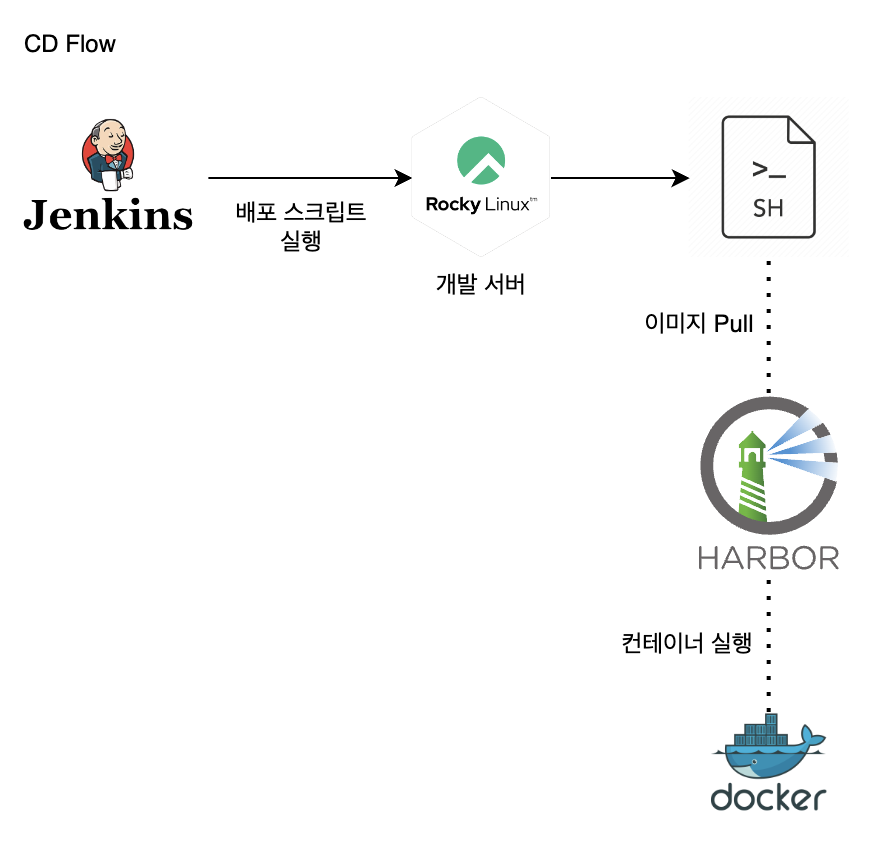 CD Flow
Jenkins
배포 스크립트
실행
Rocky Linux™
개발 서버
>_
SH
이미지 Pull
HARBOR
컨테이너 실행
docker